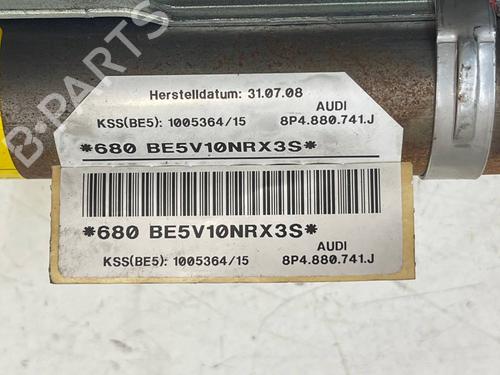 B-PARTS
Herstelldatum: 31.07.08
AUDI
KSS(BE5): 1005364/15 8P4.880.741.J
*680 BE5V10NRX3S*
*680 BE5V10NRX3S*
AUDI
KSS(BE5): 1005364/15 8P4.880.741.J